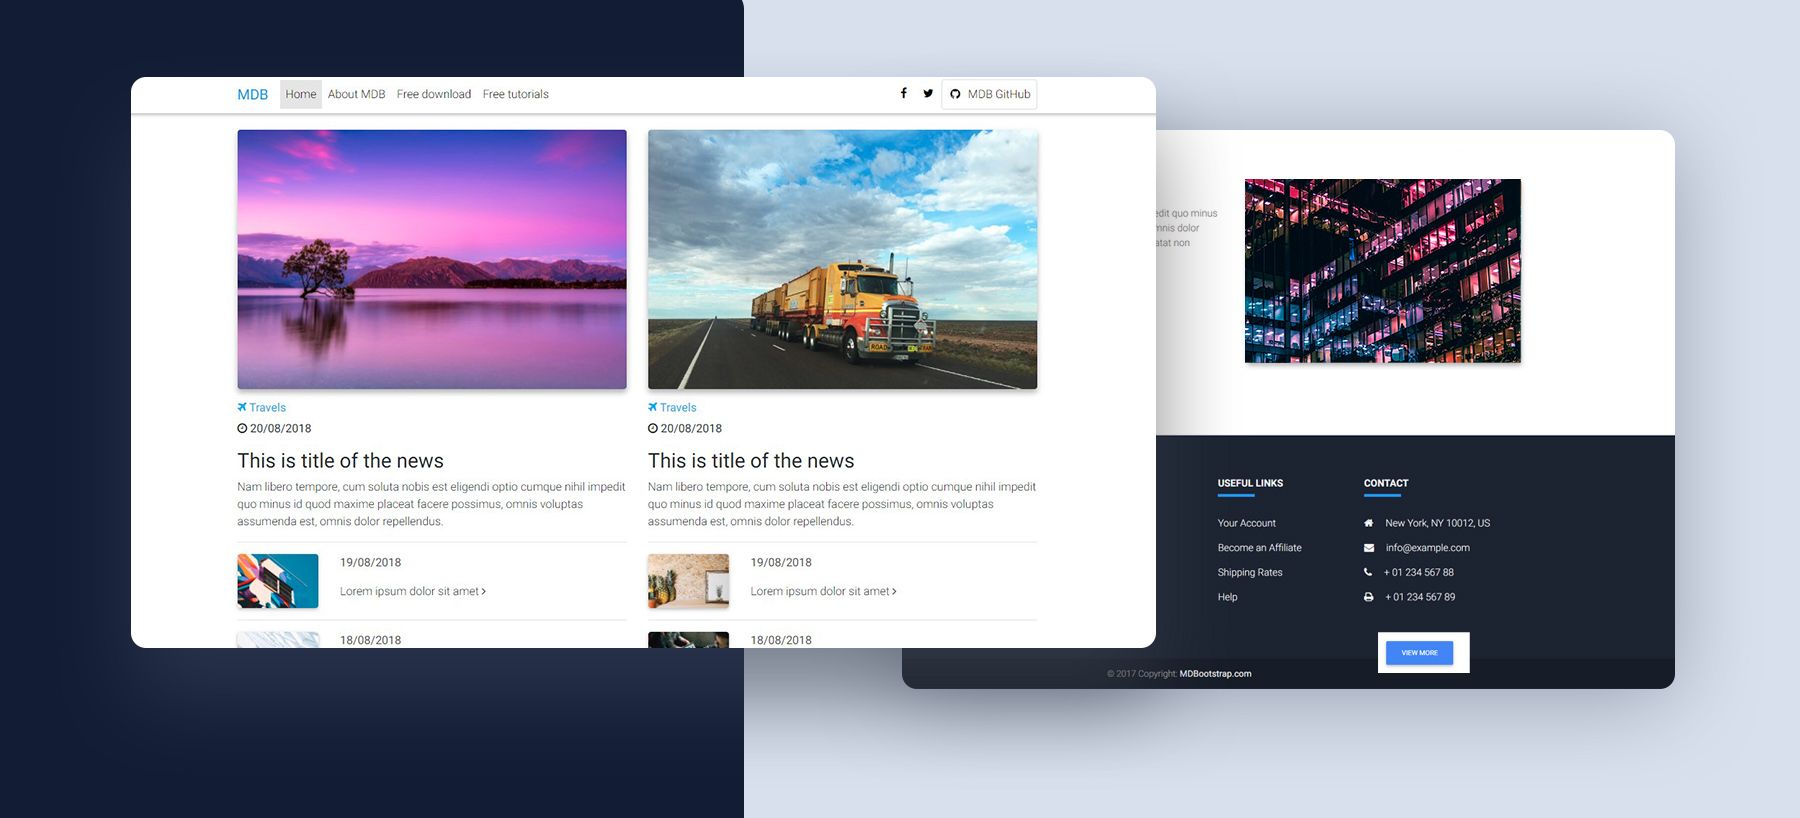 MDB Home About MDB Free download Free tutorials MDB GitHub
Travels
20/08/2018
This is title of the news
Nam libero tempore, cum soluta nobis est eligendi optio cumque nihil impedit
quo minus id quod maxime placeat facere possimus, omnis voluptas
assumenda est, omnis dolor repellendus.
19/08/2018
Lorem ipsum dolor sit amet
18/08/2018
Travels
20/08/2018
This is title of the news
Nam libero tempore, cum soluta nobis est eligendi optio cumque nihil impedit
quo minus id quod maxime placeat facere possimus, omnis voluptas
assumenda est, omnis dolor repellendus.
19/08/2018
Lorem ipsum dolor sit amet
18/08/2018
ROAD
edit quo minus
mnis dolor
atat non
USEFUL LINKS
Your Account
Become an Affiliate
Shipping Rates
Help
CONTACT
New York, NY 10012, US
info@example.com
+ 01 234 567 88
+ 01 234 567 89
VIEW MORE
© 2017 Copyright: MDBootstrap.com